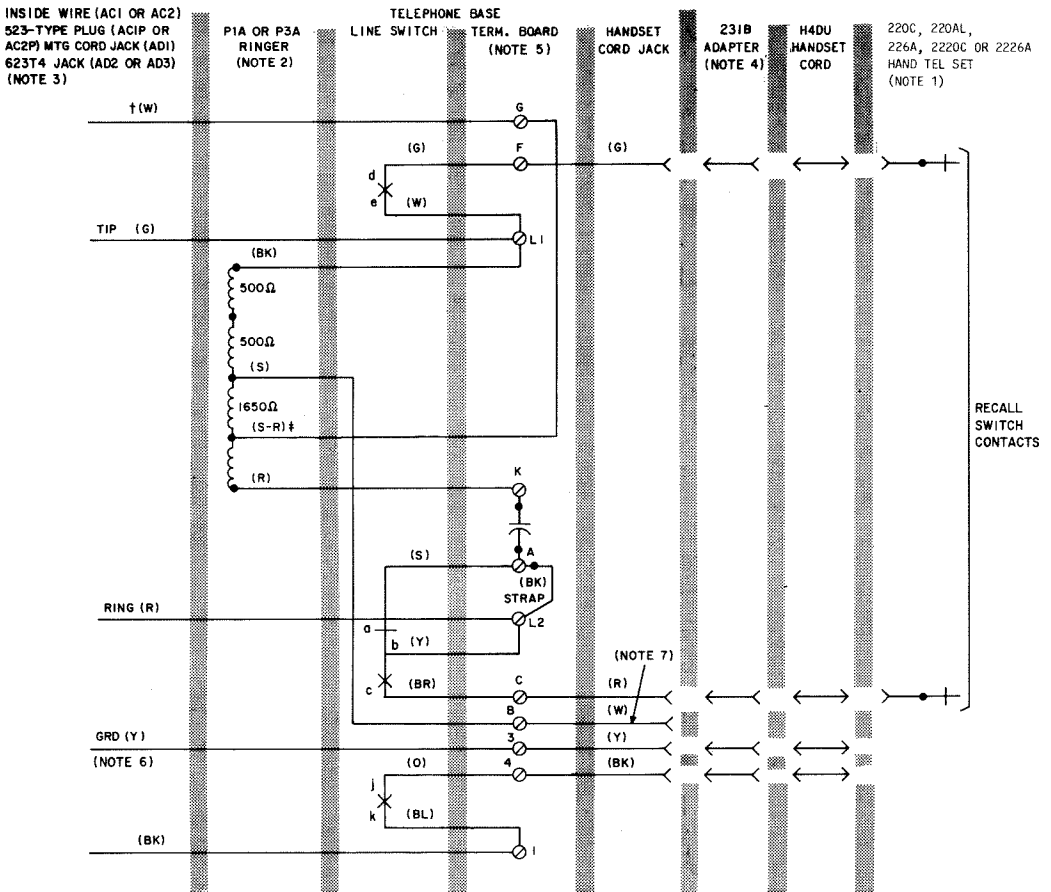 INSIDE WIRE (AC1 OR AC2)
523-TYPE PLUG (AC1P OR
AC2P) MTG CORD JACK (AD1)
623T4 JACK (AD2 OR AD3)
(NOTE 3)
P1A OR P3A
RINGER
(NOTE 2)
TELEPHONE BASE
LINE SWITCH
TERM. BOARD
(NOTE 5)
HANDSET
CORD JACK
231B
ADAPTER
(NOTE 4)
H4DU
HANDSET
CORD
220C, 220AL,
226A, 2220C OR 2226A
HAND TEL SET
(NOTE 1)
†(W)
G
(G)
F
(G)
d
e
(W)
TIP (G)
L1
(BK)
500Ω
500Ω
(S)
1650Ω
(S-R)‡
(R)
K
RECALL
SWITCH
CONTACTS
(S)
A
(BK)
STRAP
RING (R)
L2
a
b
(Y)
(NOTE 7)
c
(BR)
C
(R)
B
(W)
GRD (Y)
3
(Y)
(NOTE 6)
(O)
4
(BK)
j
k
(BL)
(BK)
1